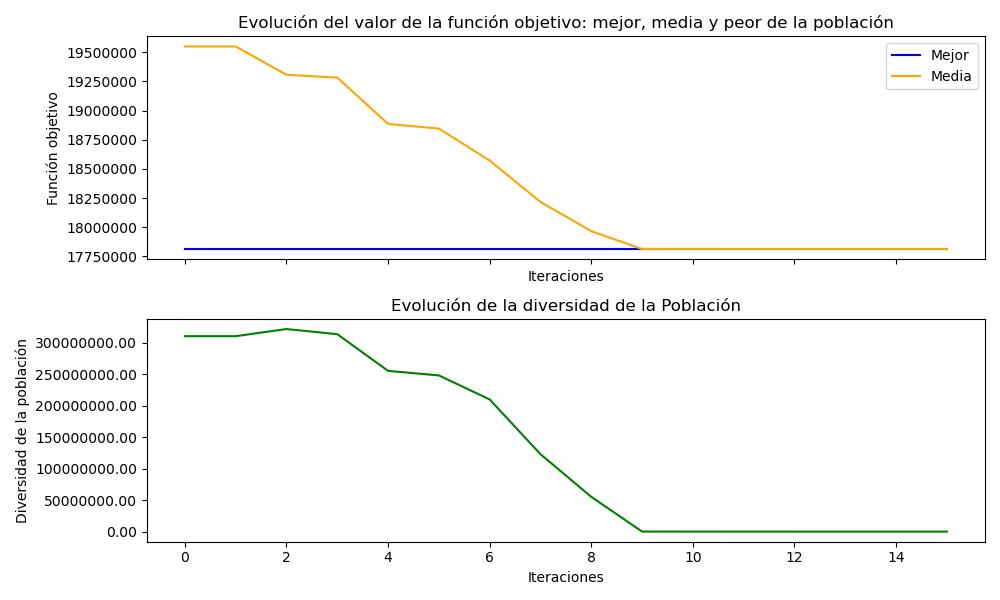 Evolución del valor de la función objetivo: mejor, media y peor de la población
Función objetivo
19500000
19250000
19000000
18750000
18500000
18250000
18000000
17750000
Mejor
Media
Iteraciones
Evolución de la diversidad de la Población
Diversidad de la población
300000000.00
250000000.00
200000000.00
150000000.00
100000000.00
50000000.00
0.00
0 2 4 6 8 10 12 14
Iteraciones